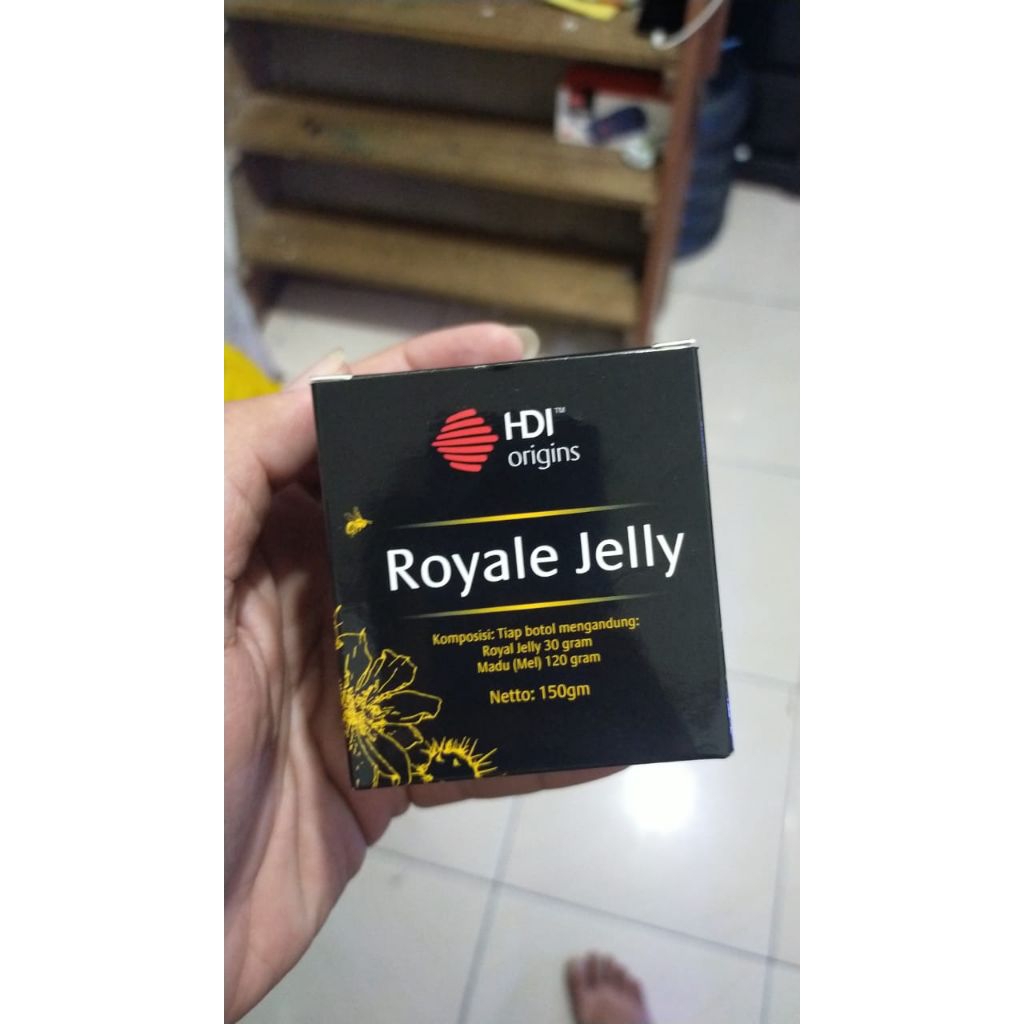 HDI™
origins
Royale Jelly
Komposisi: Tiap botol mengandung:
Royal Jelly 30 gram
Madu (Mel) 120 gram
Netto: 150gm